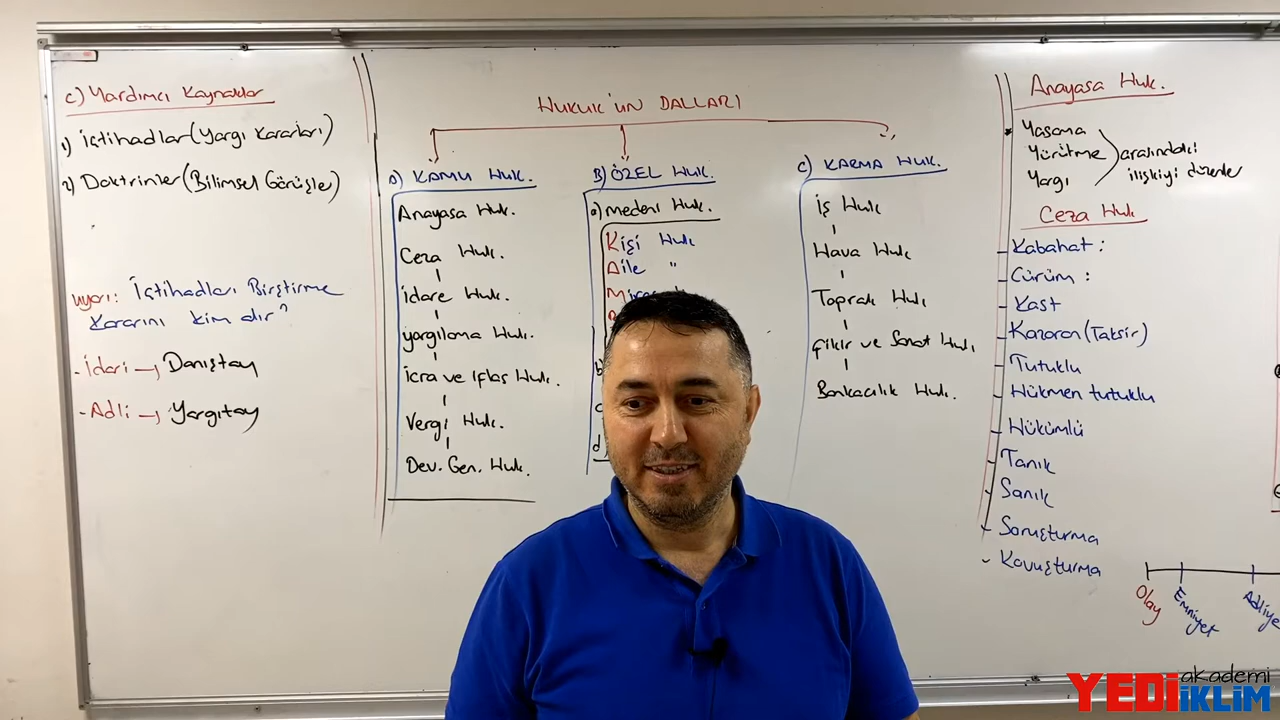 C) Yardımcı Kaynaklar
1) İçtihadlar (Yargı Kararları)
2) Doktrinler (Bilimsel Görüşle)
uyarı: İçtihadları Birştirme
Kararını kim alır?
- İdari → Danıştay
- Adli → Yargıtay
HUKUK'UN DALLARI
A) KAMU HUK.
Anayasa Huk.
Ceza Huk.
İdare Huk.
Yargılama Huk.
İcra ve İflas Huk.
Vergi Huk.
Dev. Gen. Huk.
B) ÖZEL HUK.
a) Medeni Huk.
Kişi Huk
Aile "
C) KARMA HUK.
İş Huk
Hava Huk
Toprak Huk
Fikir ve Sanat Huk.
Bankacılık Huk.
Anayasa Huk.
Yasama
Yürütme
Yargı
arasındaki
ilişkiyi düzenler
Ceza Huk
- Kabahat :
- Cürüm :
- Kast
- Kazaran (Taksir)
- Tutuklu
- Hükmen tutuklu
- Hükümlü
- Tanık
- Sanık
- Soruşturma
- Kovuşturma
Olay
Emniyet
Adliye
YEDİ İKLİM akademi